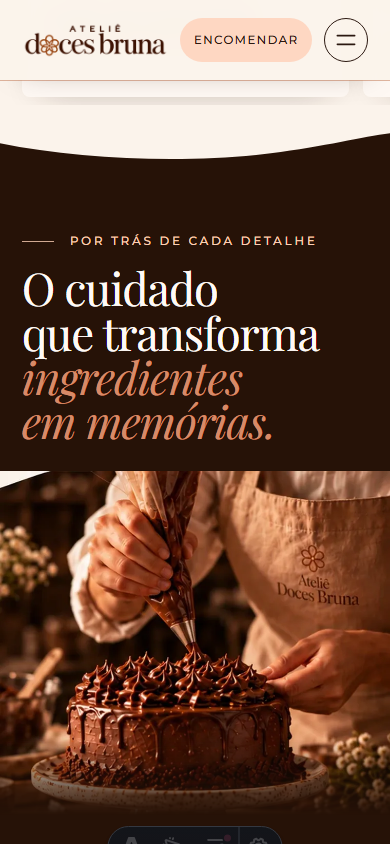 ATELIÊ
doces bruna
ENCOMENDAR
POR TRÁS DE CADA DETALHE
O cuidado
que transforma
ingredientes
em memórias.
Ateliê
Doces Bruna